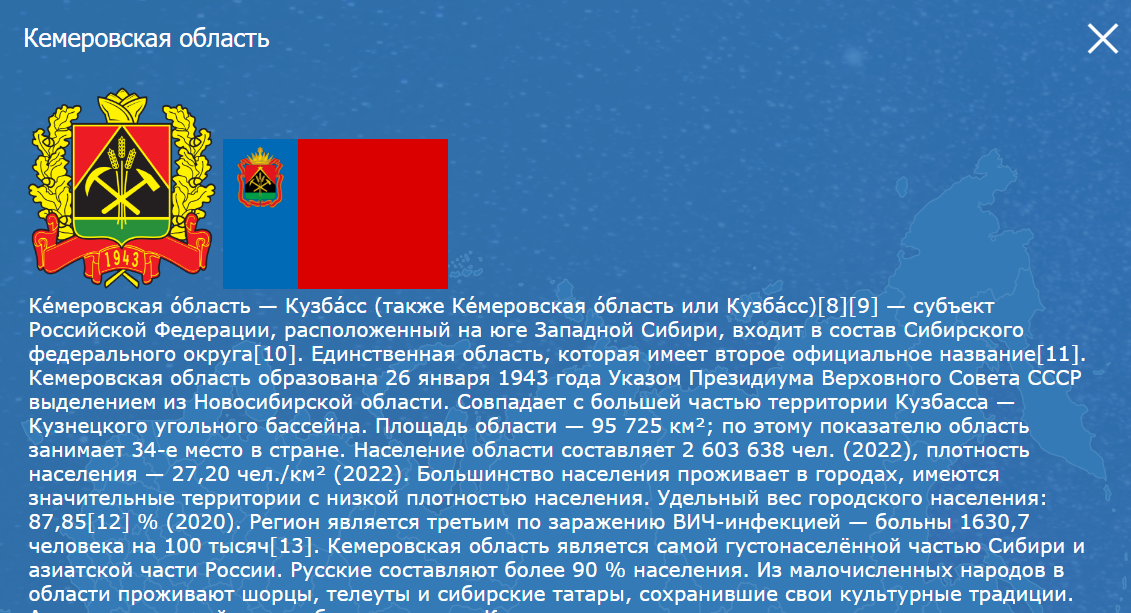 Кемеровская область
1943
Ке́меровская о́бласть — Кузба́сс (также Ке́меровская о́бласть или Кузба́сс)[8][9] — субъект
Российской Федерации, расположенный на юге Западной Сибири, входит в состав Сибирского
федерального округа[10]. Единственная область, которая имеет второе официальное название[11].
Кемеровская область образована 26 января 1943 года Указом Президиума Верховного Совета СССР
выделением из Новосибирской области. Совпадает с большей частью территории Кузбасса —
Кузнецкого угольного бассейна. Площадь области — 95 725 км²; по этому показателю область
занимает 34-е место в стране. Население области составляет 2 603 638 чел. (2022), плотность
населения — 27,20 чел./км² (2022). Большинство населения проживает в городах, имеются
значительные территории с низкой плотностью населения. Удельный вес городского населения:
87,85[12] % (2020). Регион является третьим по заражению ВИЧ-инфекцией — больны 1630,7
человека на 100 тысяч[13]. Кемеровская область является самой густонаселённой частью Сибири и
азиатской части России. Русские составляют более 90 % населения. Из малочисленных народов в
области проживают шорцы, телеуты и сибирские татары, сохранившие свои культурные традиции.